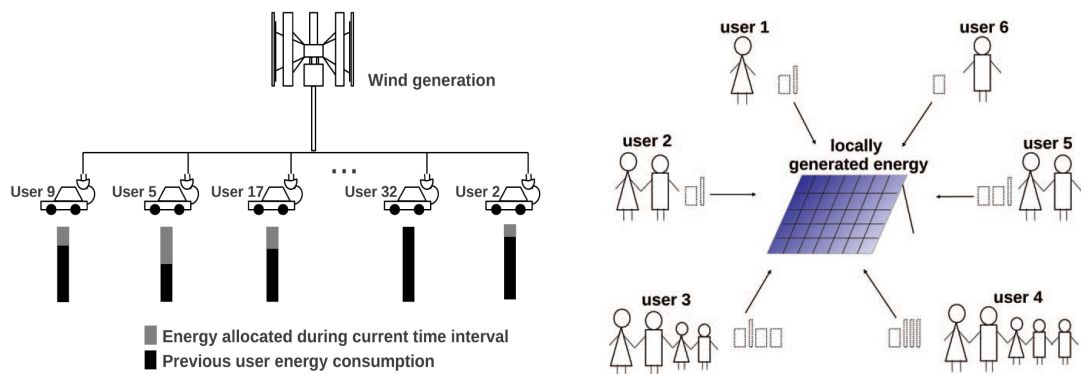 Wind generation
...
User 9
User 5
User 17
User 32
User 2
Energy allocated during current time interval
Previous user energy consumption
user 1
user 6
user 2
locally
generated energy
user 5
user 3
user 4